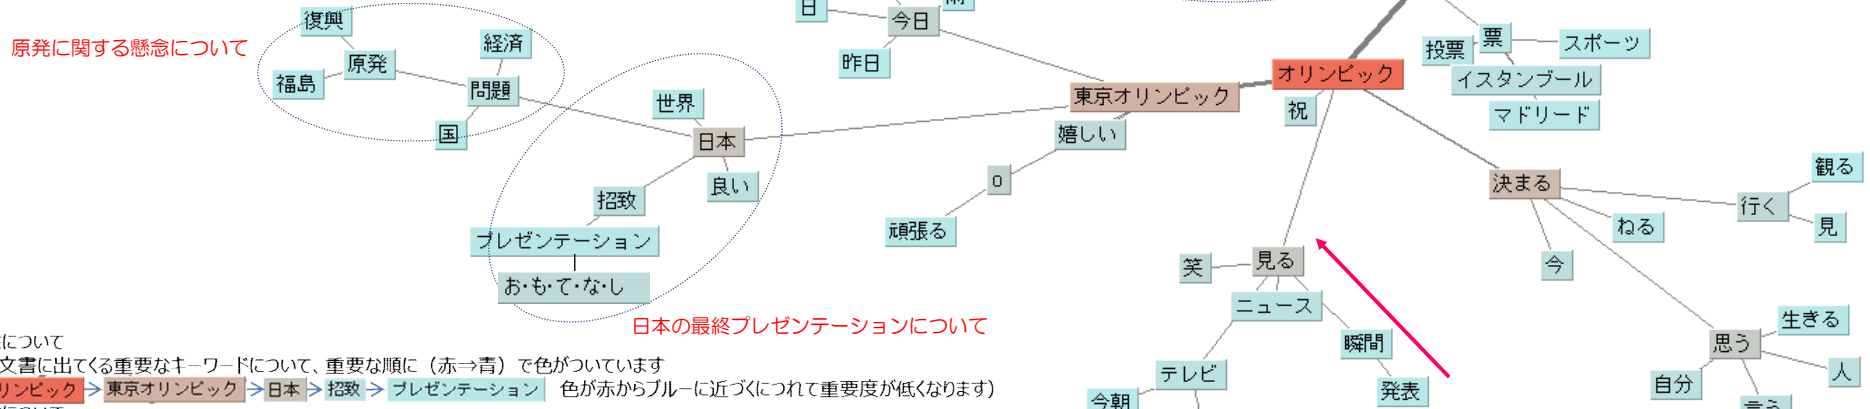 復興
原発に関する懸念について
経済
原発
福島
問題
国
世界
日本
招致
良い
プレゼンテーション
お・も・て・な・し
日本の最終プレゼンテーションについて
日
今日
昨日
東京オリンピック
オリンピック
祝
嬉しい
o
頑張る
票
スポーツ
投票
イスタンブール
マドリード
決まる
観る
行く
見
ねる
今
笑
見る
ニュース
瞬間
テレビ
発表
今朝
生きる
思う
人
自分
について
文書に出てくる重要なキーワードについて、重要な順に（赤⇒青）で色がついています
リンピック → 東京オリンピック → 日本 → 招致 → プレゼンテーション 色が赤からブルーに近づくにつれて重要度が低くなります）